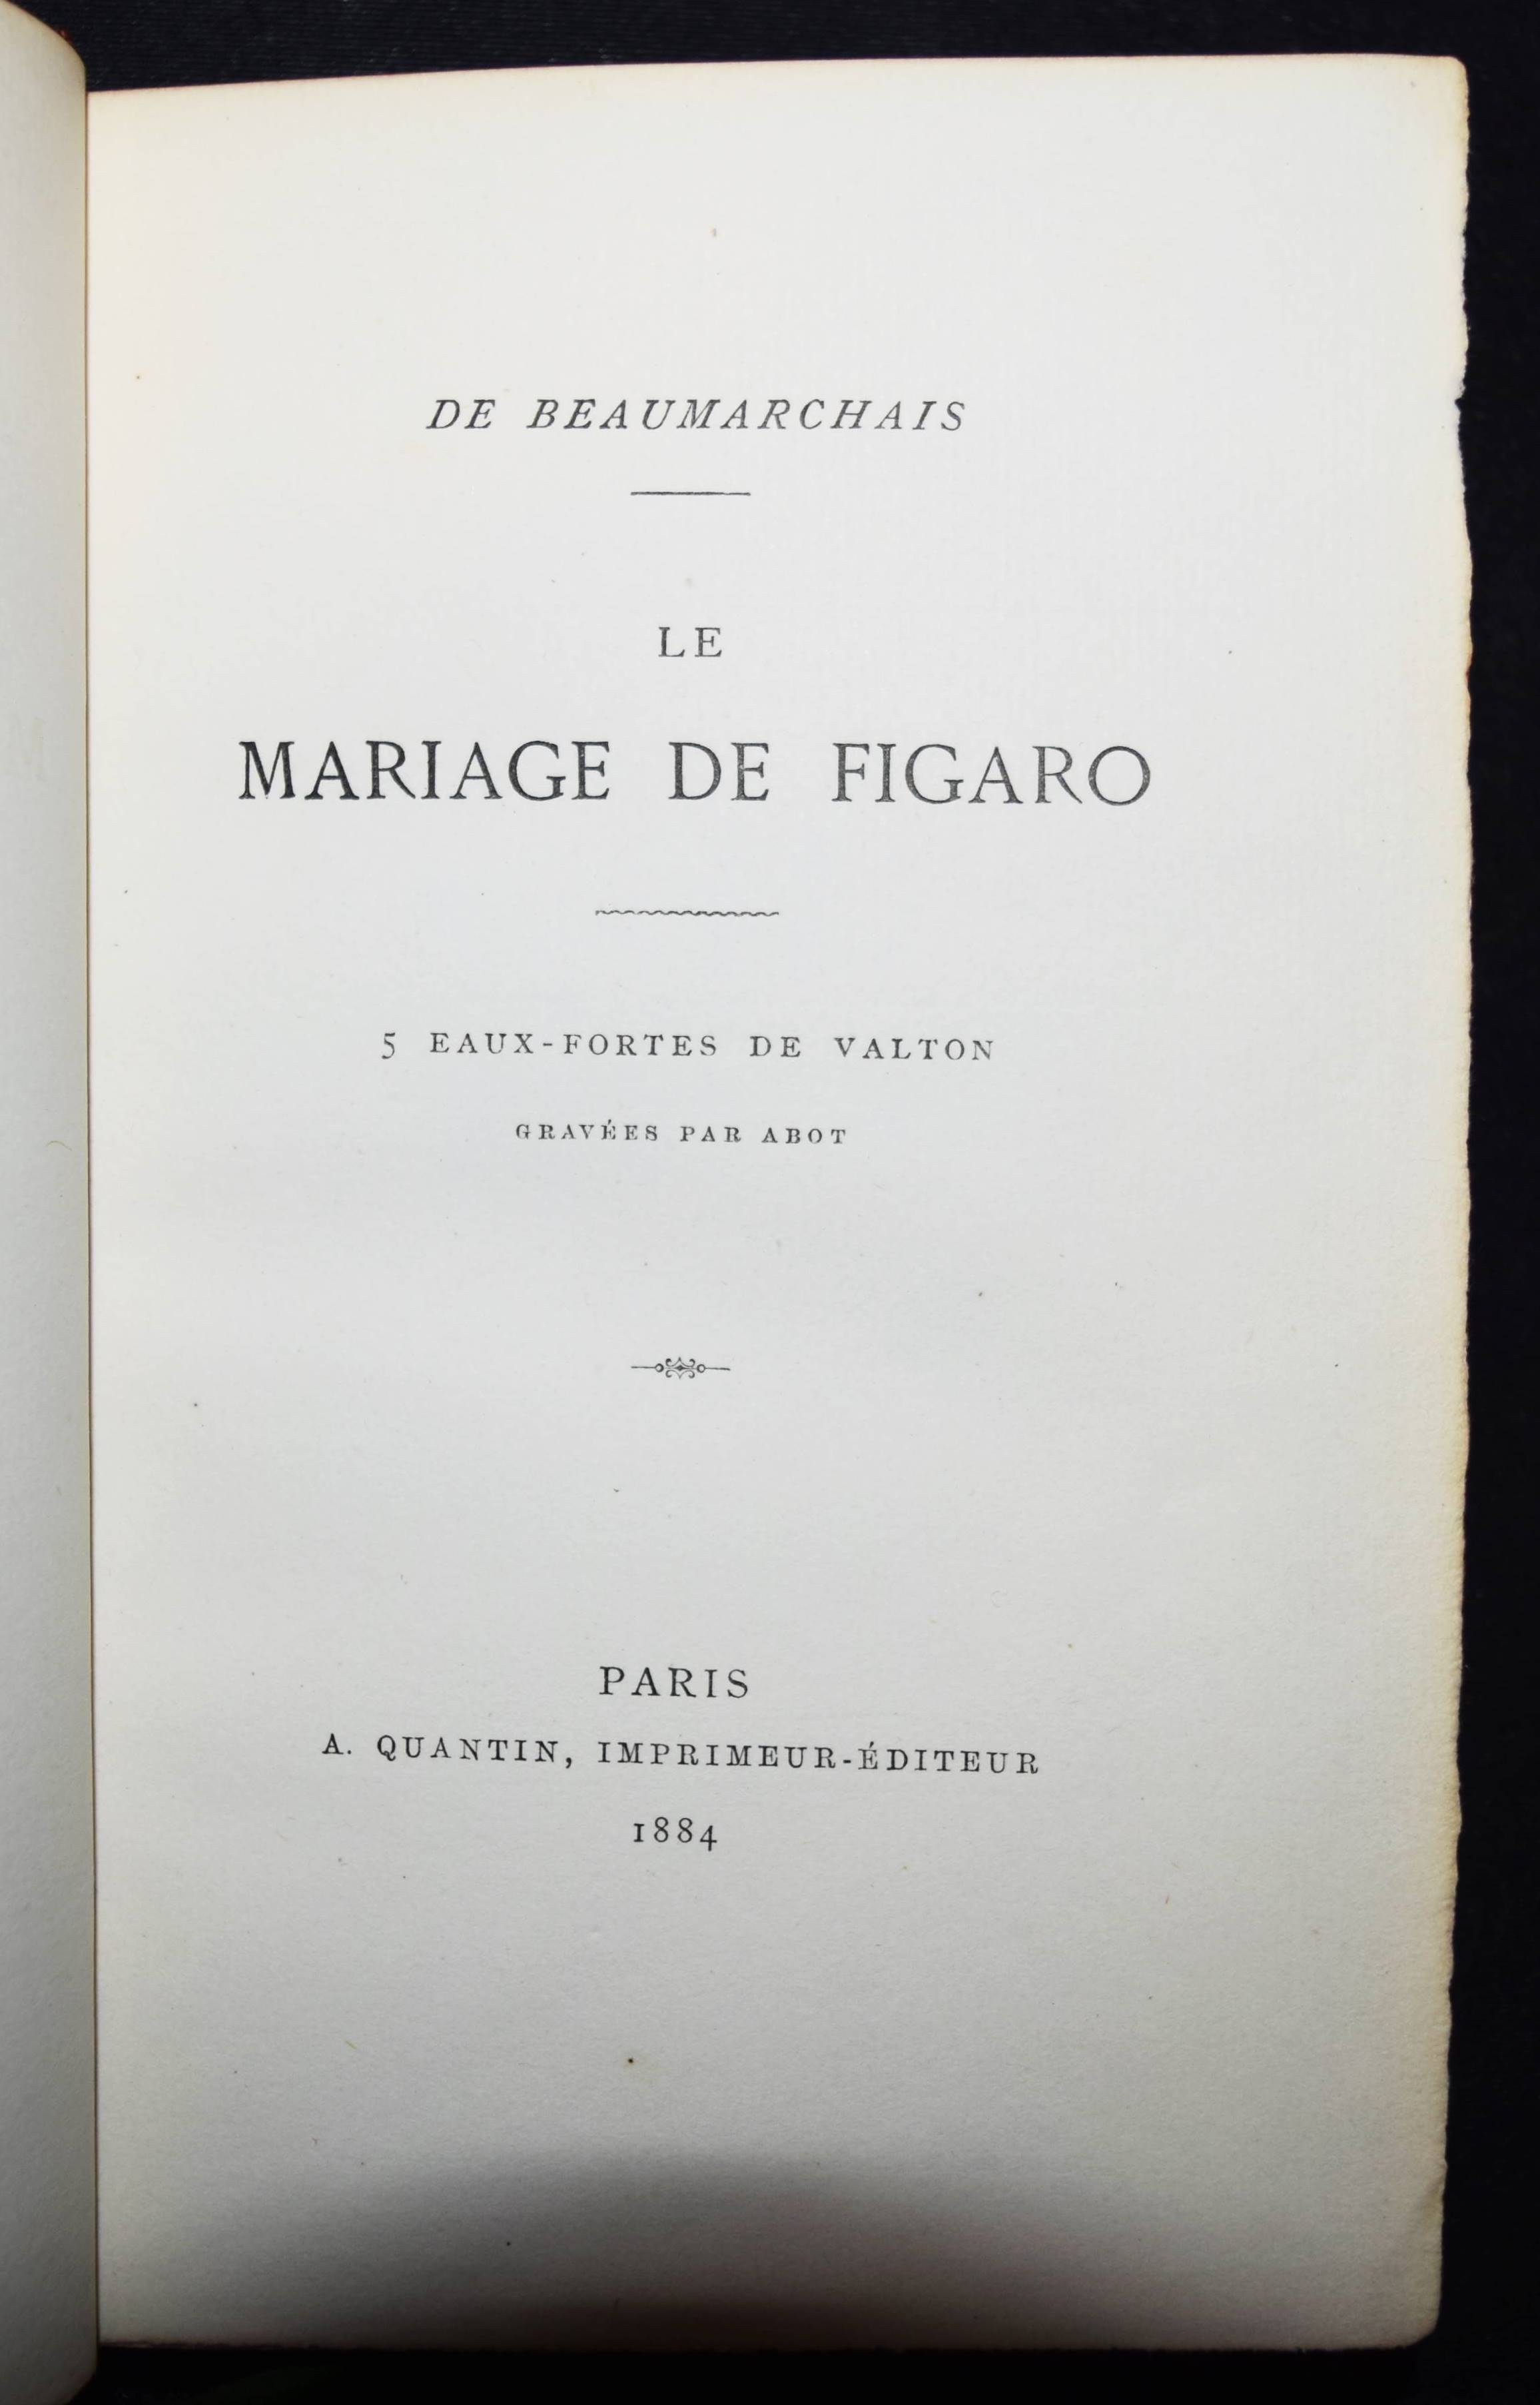 DE BEAUMARCHAIS
LE
MARIAGE DE FIGARO
5 EAUX-FORTES DE VALTON
GRAVÉES PAR ABOT
PARIS
A. QUANTIN, IMPRIMEUR-ÉDITEUR
1884